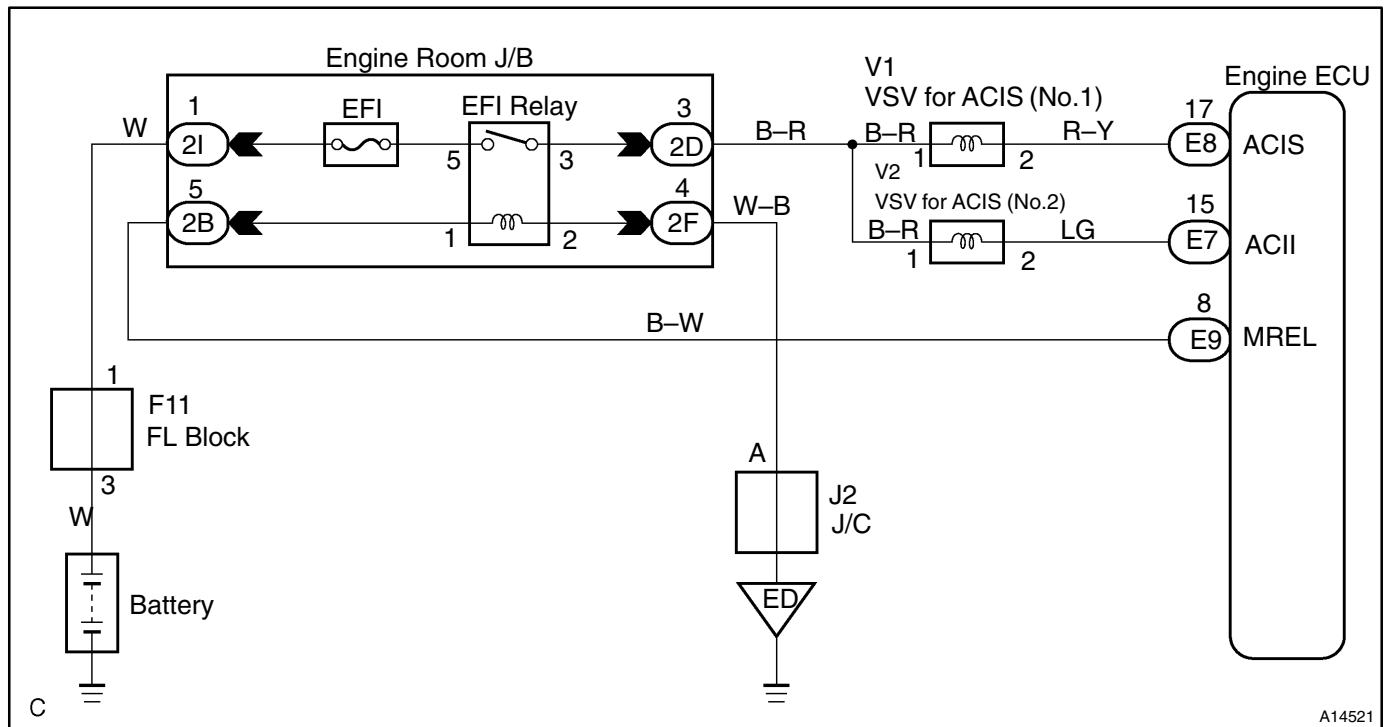 Engine Room J/B
V1
VSV for ACIS (No.1)
Engine ECU
1
EFI
EFI Relay
3
17
W
2I
5
3
2D
B–R
B–R
1
2
R–Y
E8
ACIS
V2
VSV for ACIS (No.2)
5
2B
1
2
4
2F
W–B
B–R
1
2
LG
15
E7
ACII
B–W
8
E9
MREL
1
F11
FL Block
3
W
A
J2
J/C
Battery
ED
C
A14521